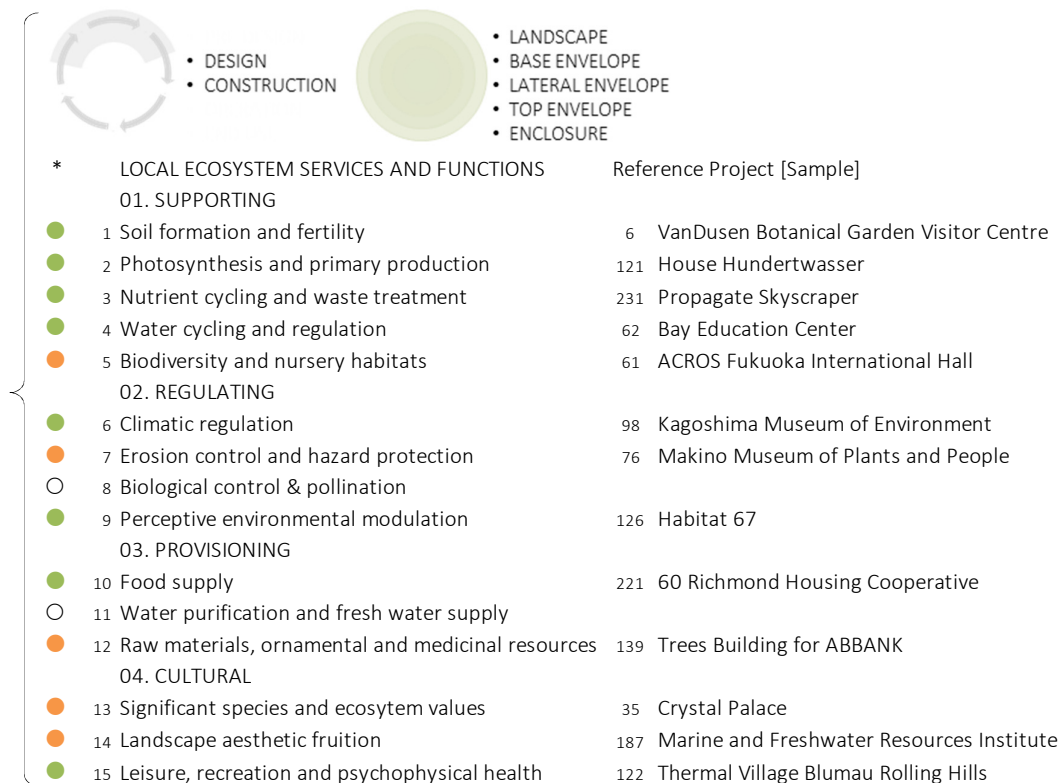 • DESIGN
• CONSTRUCTION
• LANDSCAPE
• BASE ENVELOPE
• LATERAL ENVELOPE
• TOP ENVELOPE
• ENCLOSURE
* LOCAL ECOSYSTEM SERVICES AND FUNCTIONS Reference Project [Sample]
01. SUPPORTING
1 Soil formation and fertility 6 VanDusen Botanical Garden Visitor Centre
2 Photosynthesis and primary production 121 House Hundertwasser
3 Nutrient cycling and waste treatment 231 Propagate Skyscraper
4 Water cycling and regulation 62 Bay Education Center
5 Biodiversity and nursery habitats 61 ACROS Fukuoka International Hall
02. REGULATING
6 Climatic regulation 98 Kagoshima Museum of Environment
7 Erosion control and hazard protection 76 Makino Museum of Plants and People
8 Biological control & pollination
9 Perceptive environmental modulation 126 Habitat 67
03. PROVISIONING
10 Food supply 221 60 Richmond Housing Cooperative
11 Water purification and fresh water supply
12 Raw materials, ornamental and medicinal resources 139 Trees Building for ABBANK
04. CULTURAL
13 Significant species and ecosytem values 35 Crystal Palace
14 Landscape aesthetic fruition 187 Marine and Freshwater Resources Institute
15 Leisure, recreation and psychophysical health 122 Thermal Village Blumau Rolling Hills